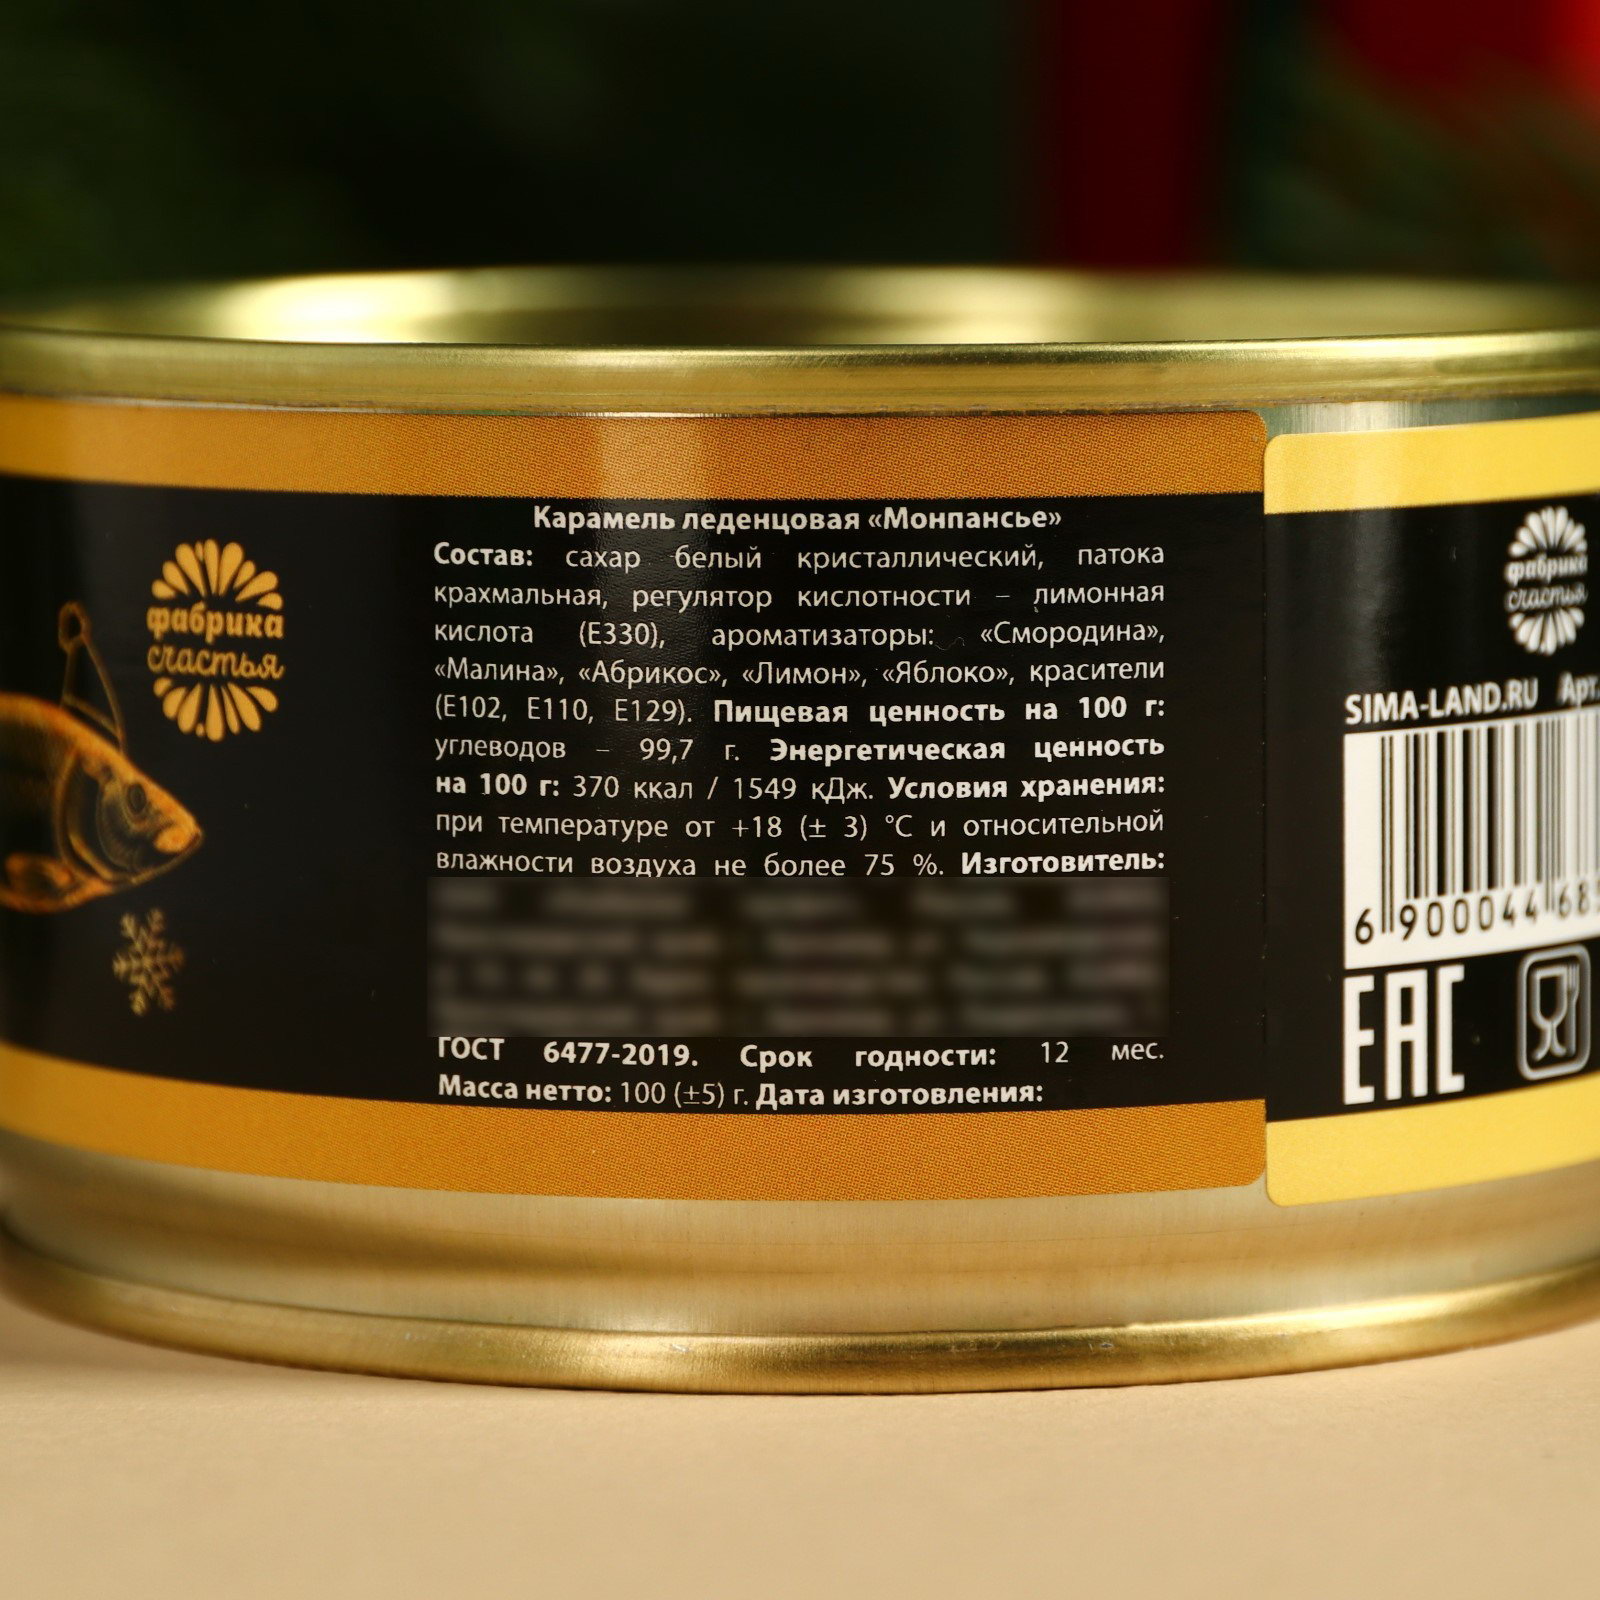 Карамель леденцовая «Монпансье»
Состав: сахар белый кристаллический, патока
крахмальная, регулятор кислотности – лимонная
кислота (Е330), ароматизаторы: «Смородина»,
«Малина», «Абрикос», «Лимон», «Яблоко», красители
(Е102, Е110, Е129). Пищевая ценность на 100 г:
углеводов – 99,7 г. Энергетическая ценность
на 100 г: 370 ккал / 1549 кДж. Условия хранения:
при температуре от +18 (± 3) °С и относительной
влажности воздуха не более 75 %. Изготовитель:
ГОСТ 6477-2019. Срок годности: 12 мес.
Масса нетто: 100 (±5) г. Дата изготовления:
фабрика
счастья
фабрика
счастья
SIMA-LAND.RU Арт.
6 900044 685
EAC